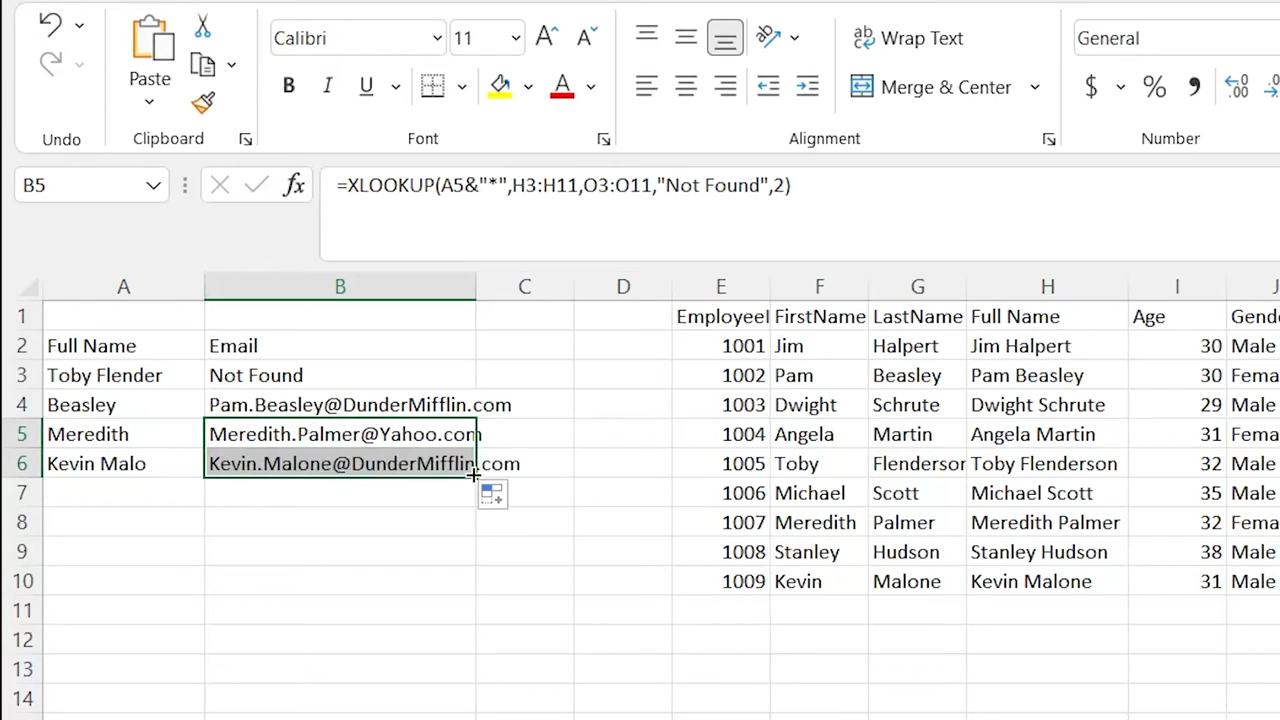 Calibri 11 Wrap Text General
B I U A Merge & Center $ % 9 .00
Paste
Undo Clipboard Font Alignment Number
B5 fx =XLOOKUP(A5&"*",H3:H11,O3:O11,"Not Found",2)
A B C D E F G H I J
1 EmployeeI FirstName LastName Full Name Age Gende
2 Full Name Email 1001 Jim Halpert Jim Halpert 30 Male
3 Toby Flender Not Found 1002 Pam Beasley Pam Beasley 30 Fema
4 Beasley Pam.Beasley@DunderMifflin.com 1003 Dwight Schrute Dwight Schrute 29 Male
5 Meredith Meredith.Palmer@Yahoo.com 1004 Angela Martin Angela Martin 31 Fema
6 Kevin Malo Kevin.Malone@DunderMifflin.com 1005 Toby Flenderson Toby Flenderson 32 Male
7 1006 Michael Scott Michael Scott 35 Male
8 1007 Meredith Palmer Meredith Palmer 32 Fema
9 1008 Stanley Hudson Stanley Hudson 38 Male
10 1009 Kevin Malone Kevin Malone 31 Male
11
12
13
14